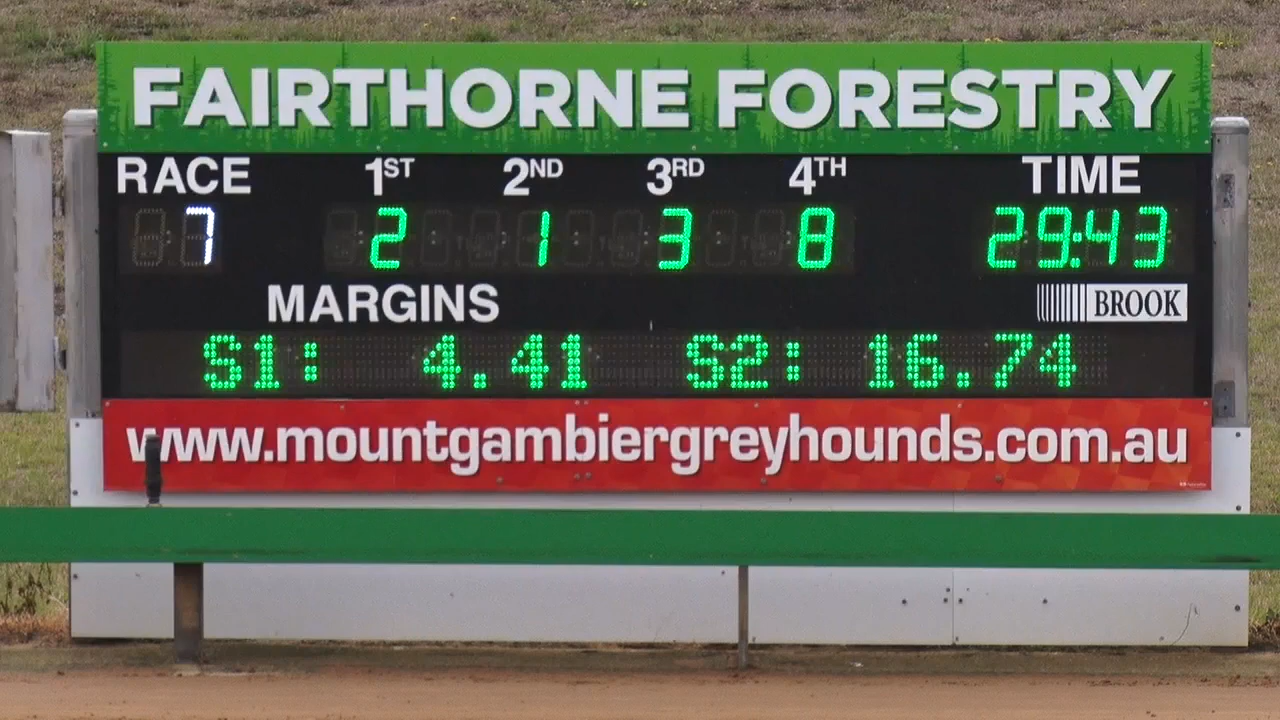 FAIRTHORNE FORESTRY
RACE 1ST 2ND 3RD 4TH TIME
7 2 1 3 8 29:43
MARGINS BROOK
S1: 4.41 S2: 16.74
www.mountgambiergreyhounds.com.au